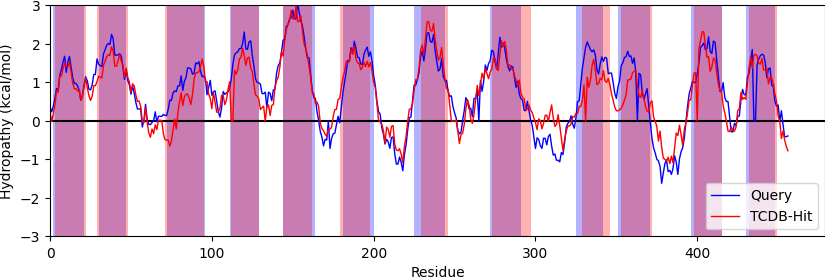 3
2
1
0
−1
−2
−3
Hydropathy (kcal/mol)
Query
TCDB-Hit
0 100 200 300 400
Residue